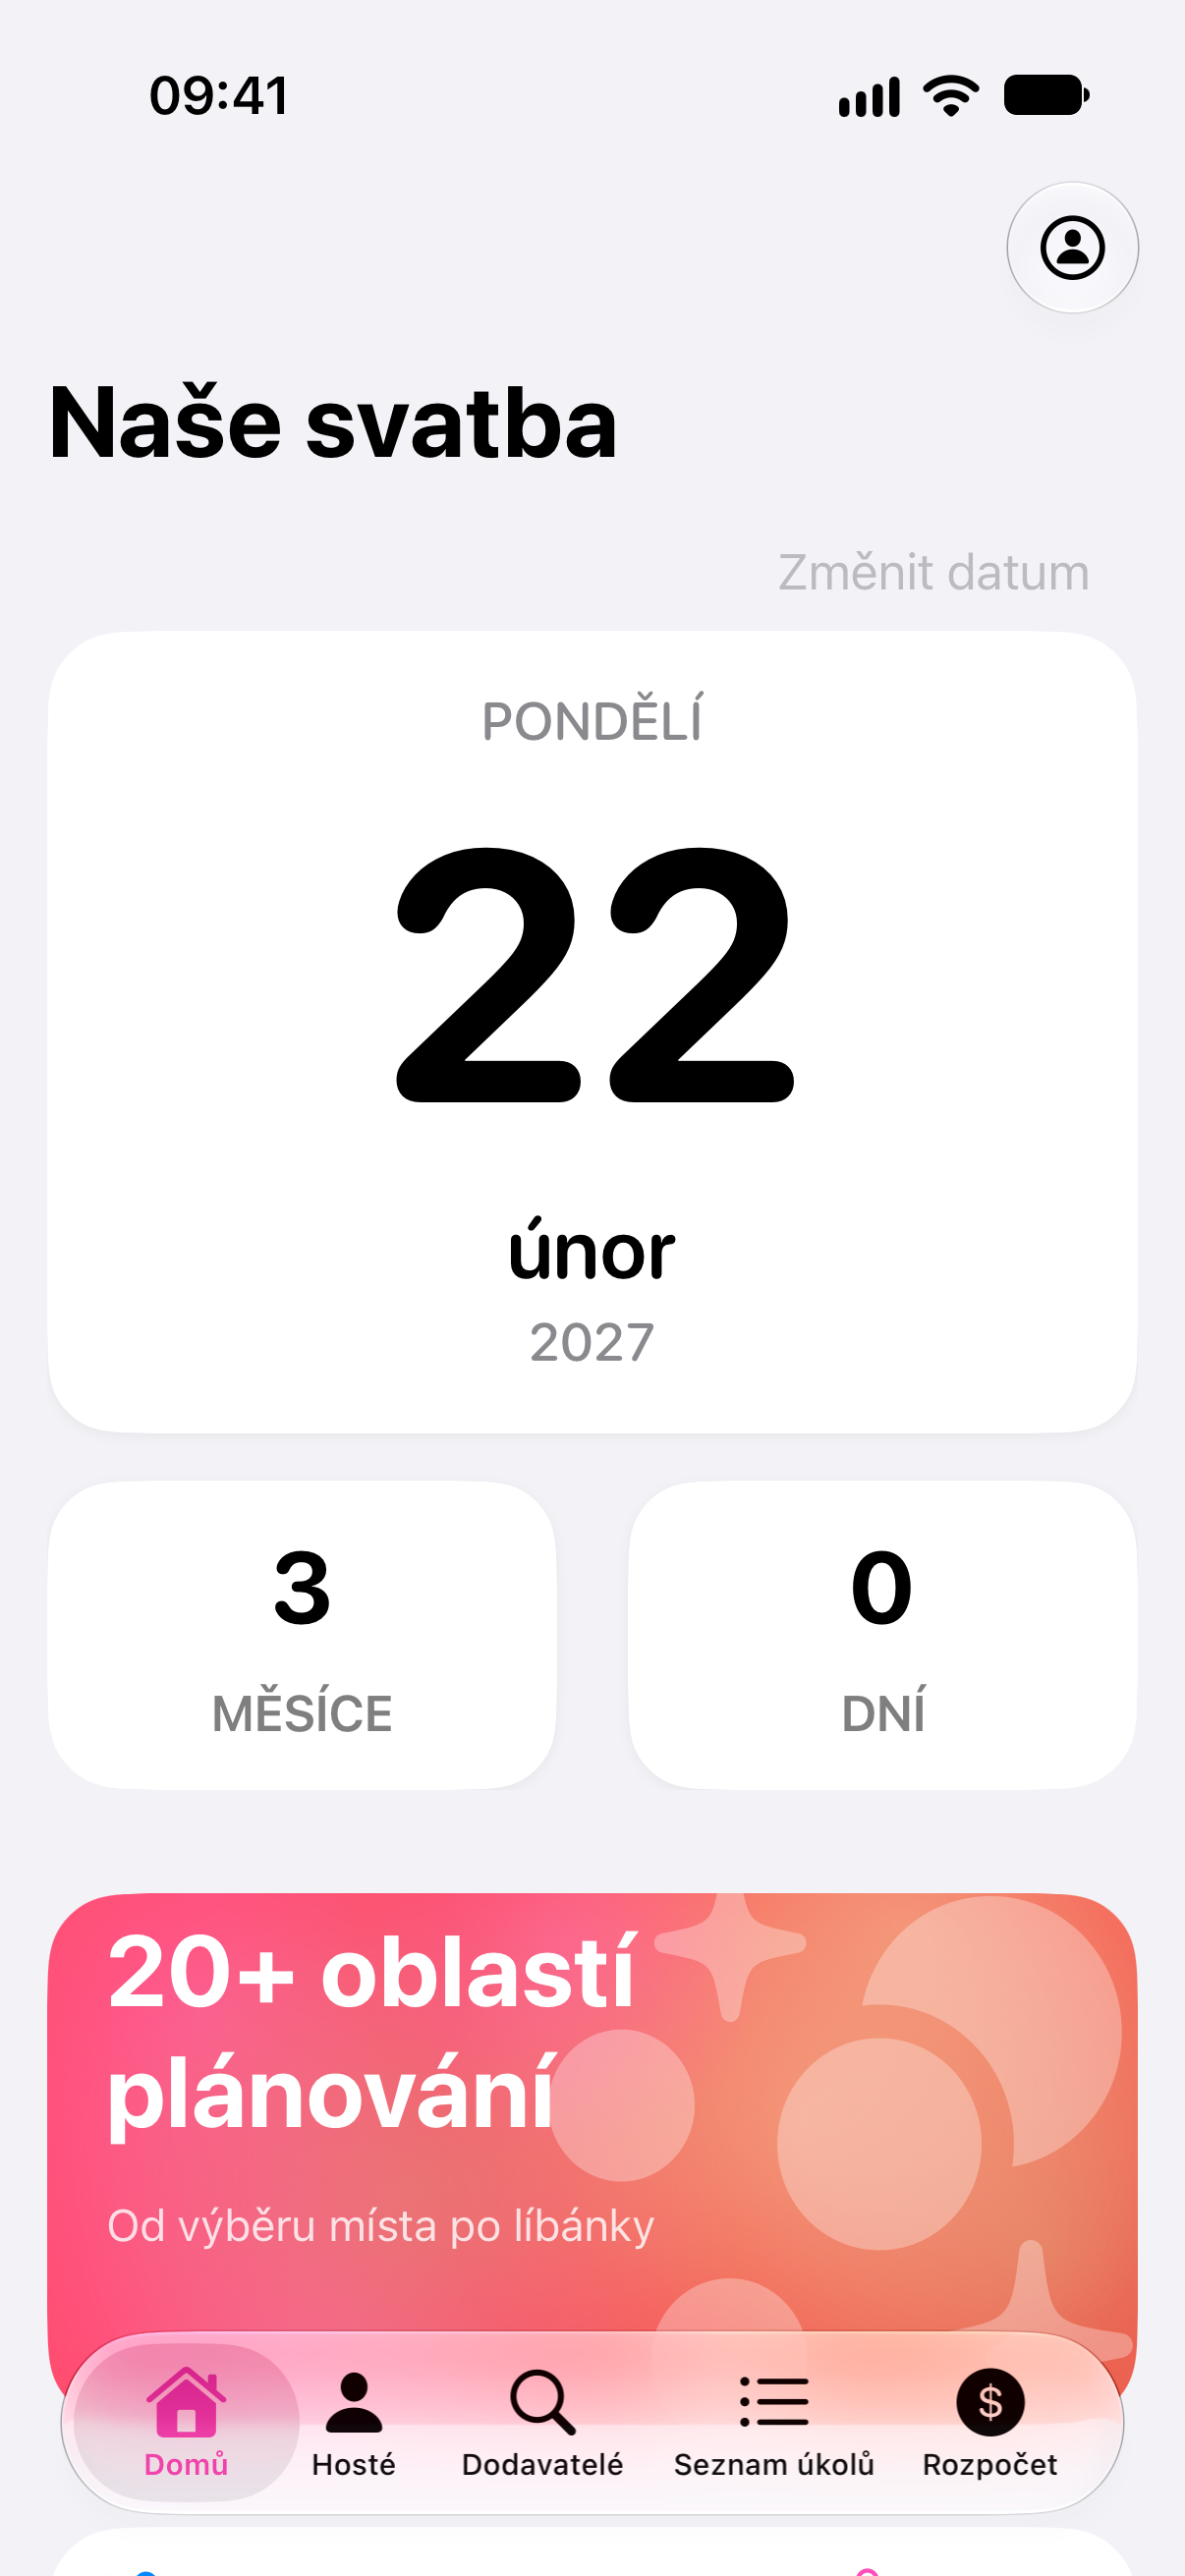 09:41
Naše svatba
Změnit datum
PONDĚLÍ
22
únor
2027
3
MĚSÍCE
0
DNÍ
20+ oblastí
plánování
Od výběru místa po líbánky
$
Domů
Hosté
Dodavatelé
Seznam úkolů
Rozpočet